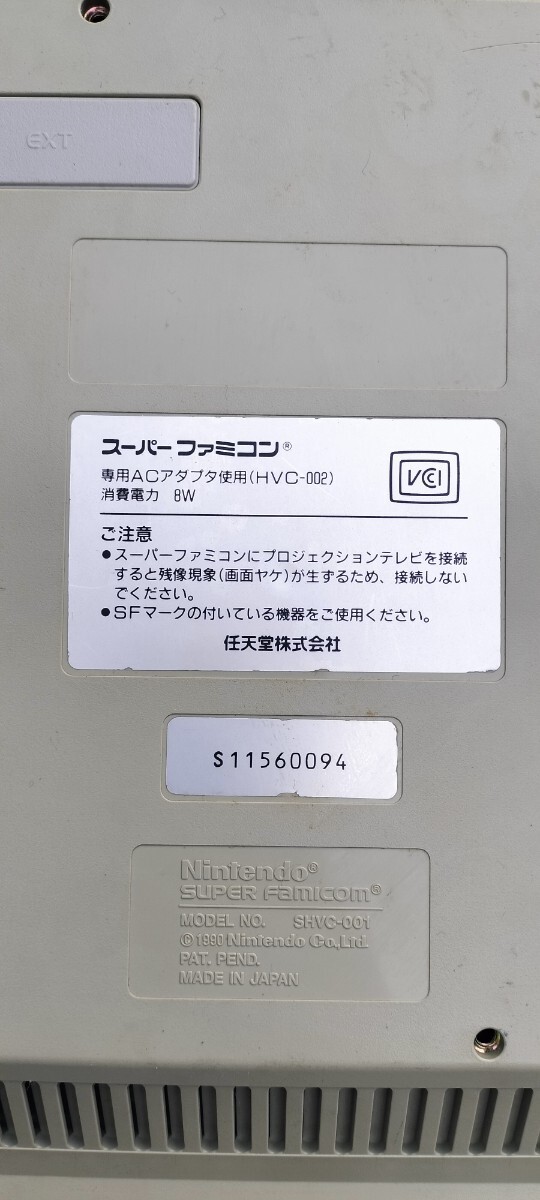 EXT
スーパーファミコン®
専用ACアダプタ使用(HVC-002)
消費電力 8W
VCCI
ご注意
●スーパーファミコンにプロジェクションテレビを接続
すると残像現象(画面ヤケ)が生ずるため、接続しない
でください。
●SFマークの付いている機器をご使用ください。
任天堂株式会社
S11560094
Nintendo®
SUPER FAMICOM®
MODEL NO. SHVC-001
©1990 Nintendo Co,Ltd.
PAT. PEND.
MADE IN JAPAN